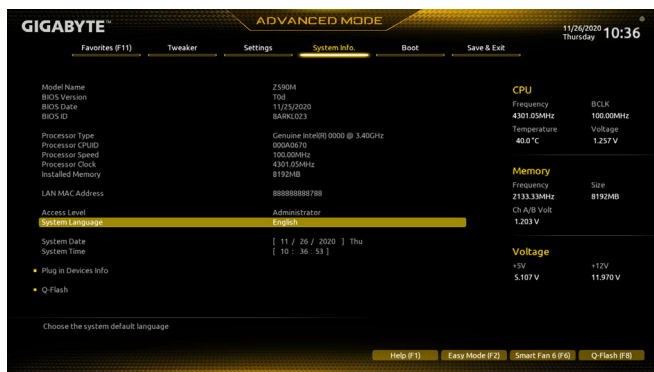 GIGABYTE™
ADVANCED MODE
11/26/2020
Thursday
10:36
Favorites (F11) Tweaker Settings System Info. Boot Save & Exit
Model Name Z590M
BIOS Version T0d
BIOS Date 11/25/2020
BIOS ID 8ARKL023
Processor Type Genuine Intel(R) 0000 @ 3.40GHz
Processor CPUID 000A0670
Processor Speed 100.00MHz
Processor Clock 4301.05MHz
Installed Memory 8192MB
LAN MAC Address 888888888788
Access Level Administrator
System Language English
System Date [ 11 / 26 / 2020 ] Thu
System Time [ 10 : 36 : 53 ]
Plug in Devices Info
Q-Flash
Choose the system default language
CPU
Frequency BCLK
4301.05MHz 100.00MHz
Temperature Voltage
40.0 °C 1.257 V
Memory
Frequency Size
2133.33MHz 8192MB
Ch A/B Volt
1.203 V
Voltage
+5V +12V
5.107 V 11.970 V
Help (F1) Easy Mode (F2) Smart Fan 6 (F6) Q-Flash (F8)